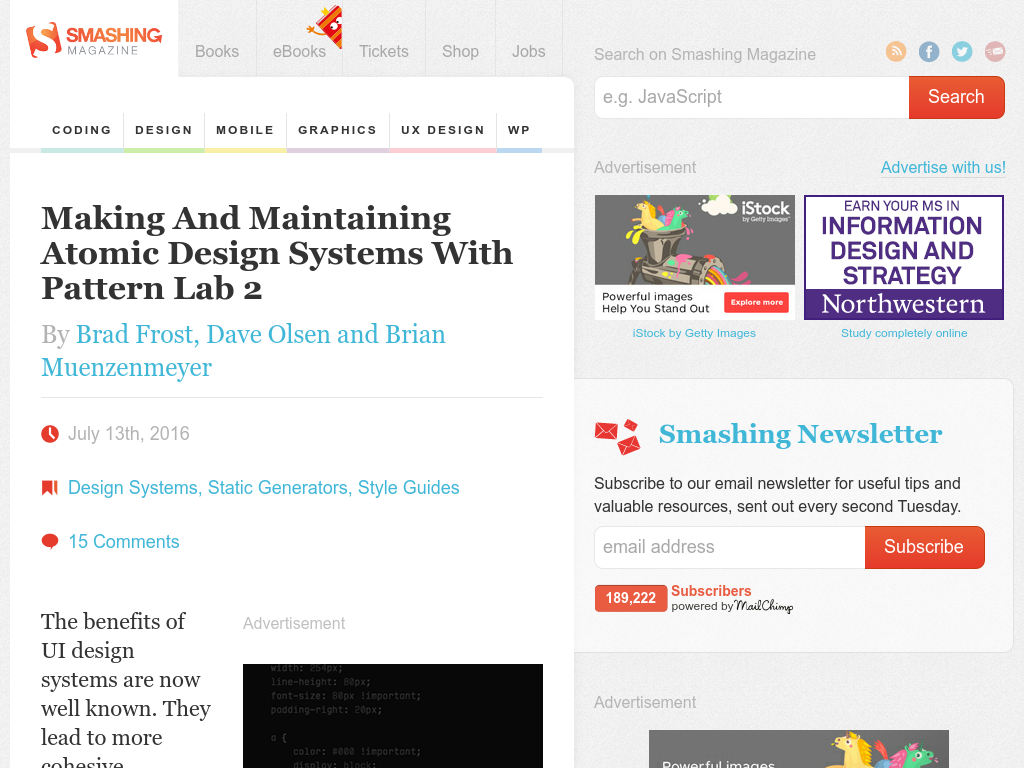 SMASHING
MAGAZINE
Books
eBooks
Tickets
Shop
Jobs
CODING
DESIGN
MOBILE
GRAPHICS
UX DESIGN
WP
Making And Maintaining
Atomic Design Systems With
Pattern Lab 2
By Brad Frost, Dave Olsen and Brian
Muenzenmeyer
July 13th, 2016
Design Systems, Static Generators, Style Guides
15 Comments
The benefits of
UI design
systems are now
well known. They
lead to more
cohesive,
Advertisement
width: 254px;
line-height: 80px;
font-size: 80px !important;
padding-right: 20px;
a {
color: #000 !important;
display: block;
Search on Smashing Magazine
e.g. JavaScript
Search
Advertisement
Advertise with us!
iStock
by Getty Images
Powerful images
Help You Stand Out
Explore more
iStock by Getty Images
EARN YOUR MS IN
INFORMATION
DESIGN AND
STRATEGY
Northwestern
Study completely online
Smashing Newsletter
Subscribe to our email newsletter for useful tips and
valuable resources, sent out every second Tuesday.
email address
Subscribe
189,222
Subscribers
powered by MailChimp
Advertisement
Powerful images